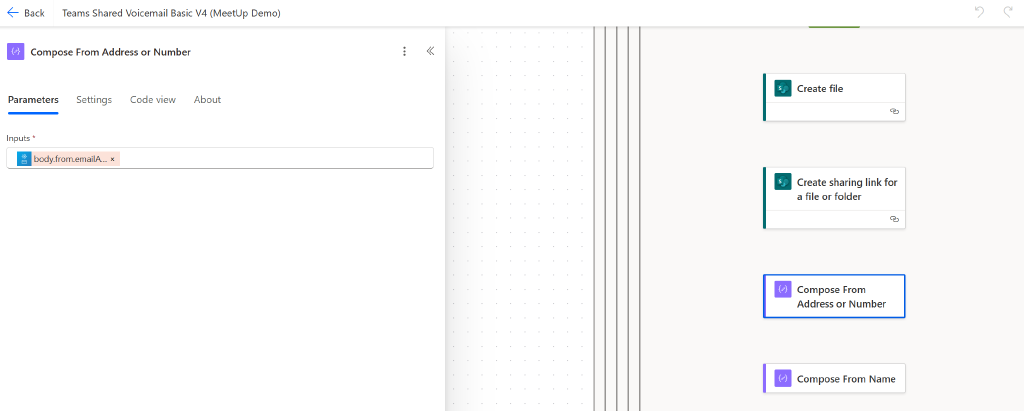 Back Teams Shared Voicemail Basic V4 (MeetUp Demo)
Compose From Address or Number
Parameters Settings Code view About
Inputs *
body.from.emailA... x
Create file
Create sharing link for
a file or folder
Compose From
Address or Number
Compose From Name